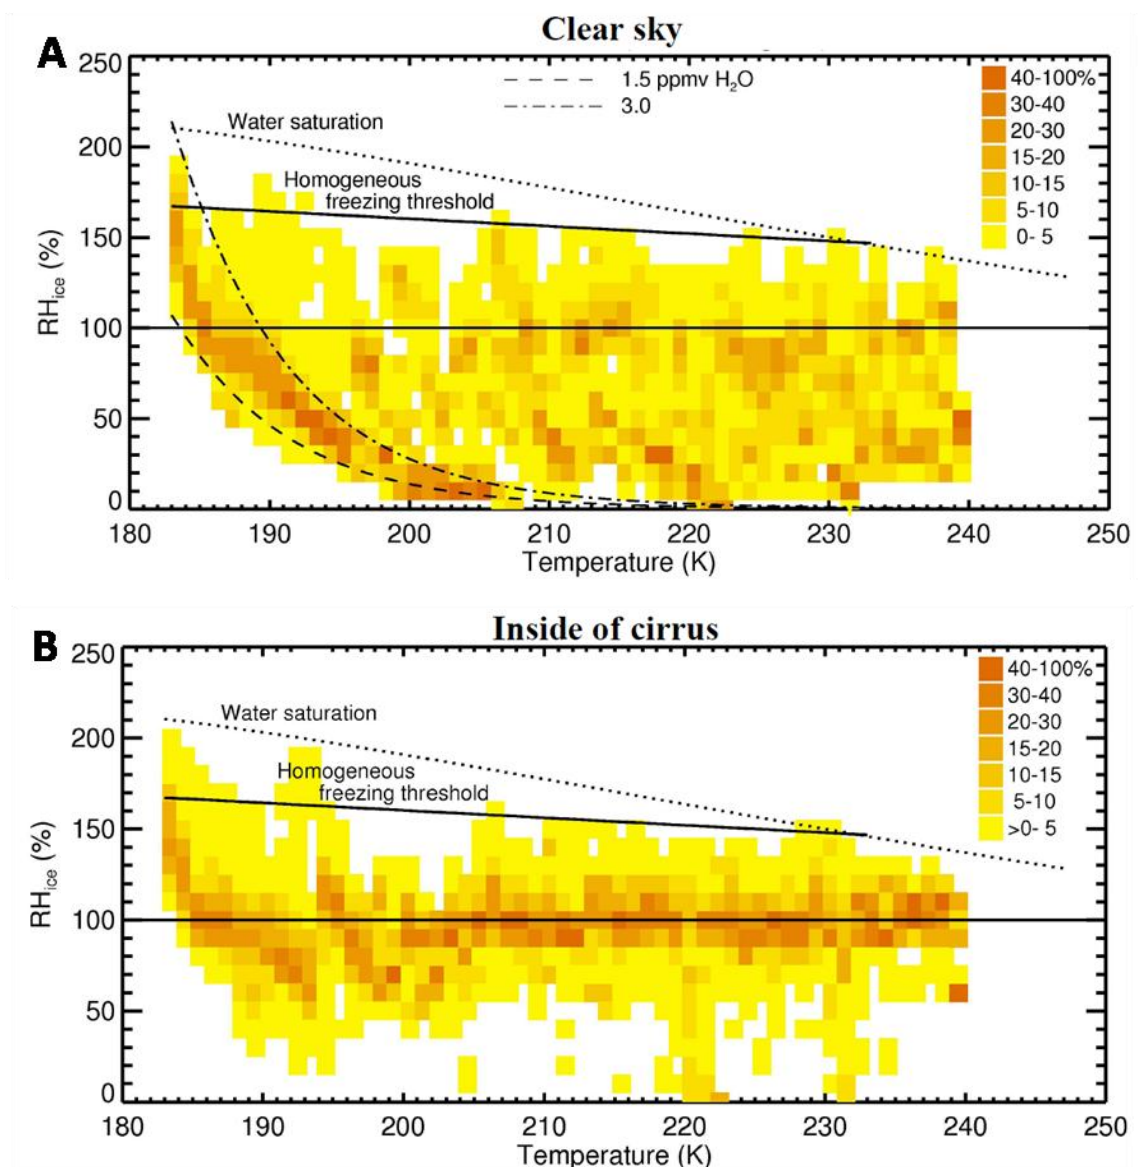 A
Clear sky
250
200
150
100
50
0
RHice (%)
1.5 ppmv H2O
3.0
Water saturation
Homogeneous
freezing threshold
40-100%
30-40
20-30
15-20
10-15
5-10
0- 5
180 190 200 210 220 230 240 250
Temperature (K)
B
Inside of cirrus
250
200
150
100
50
0
RHice (%)
Water saturation
Homogeneous
freezing threshold
40-100%
30-40
20-30
15-20
10-15
5-10
>0- 5
180 190 200 210 220 230 240 250
Temperature (K)